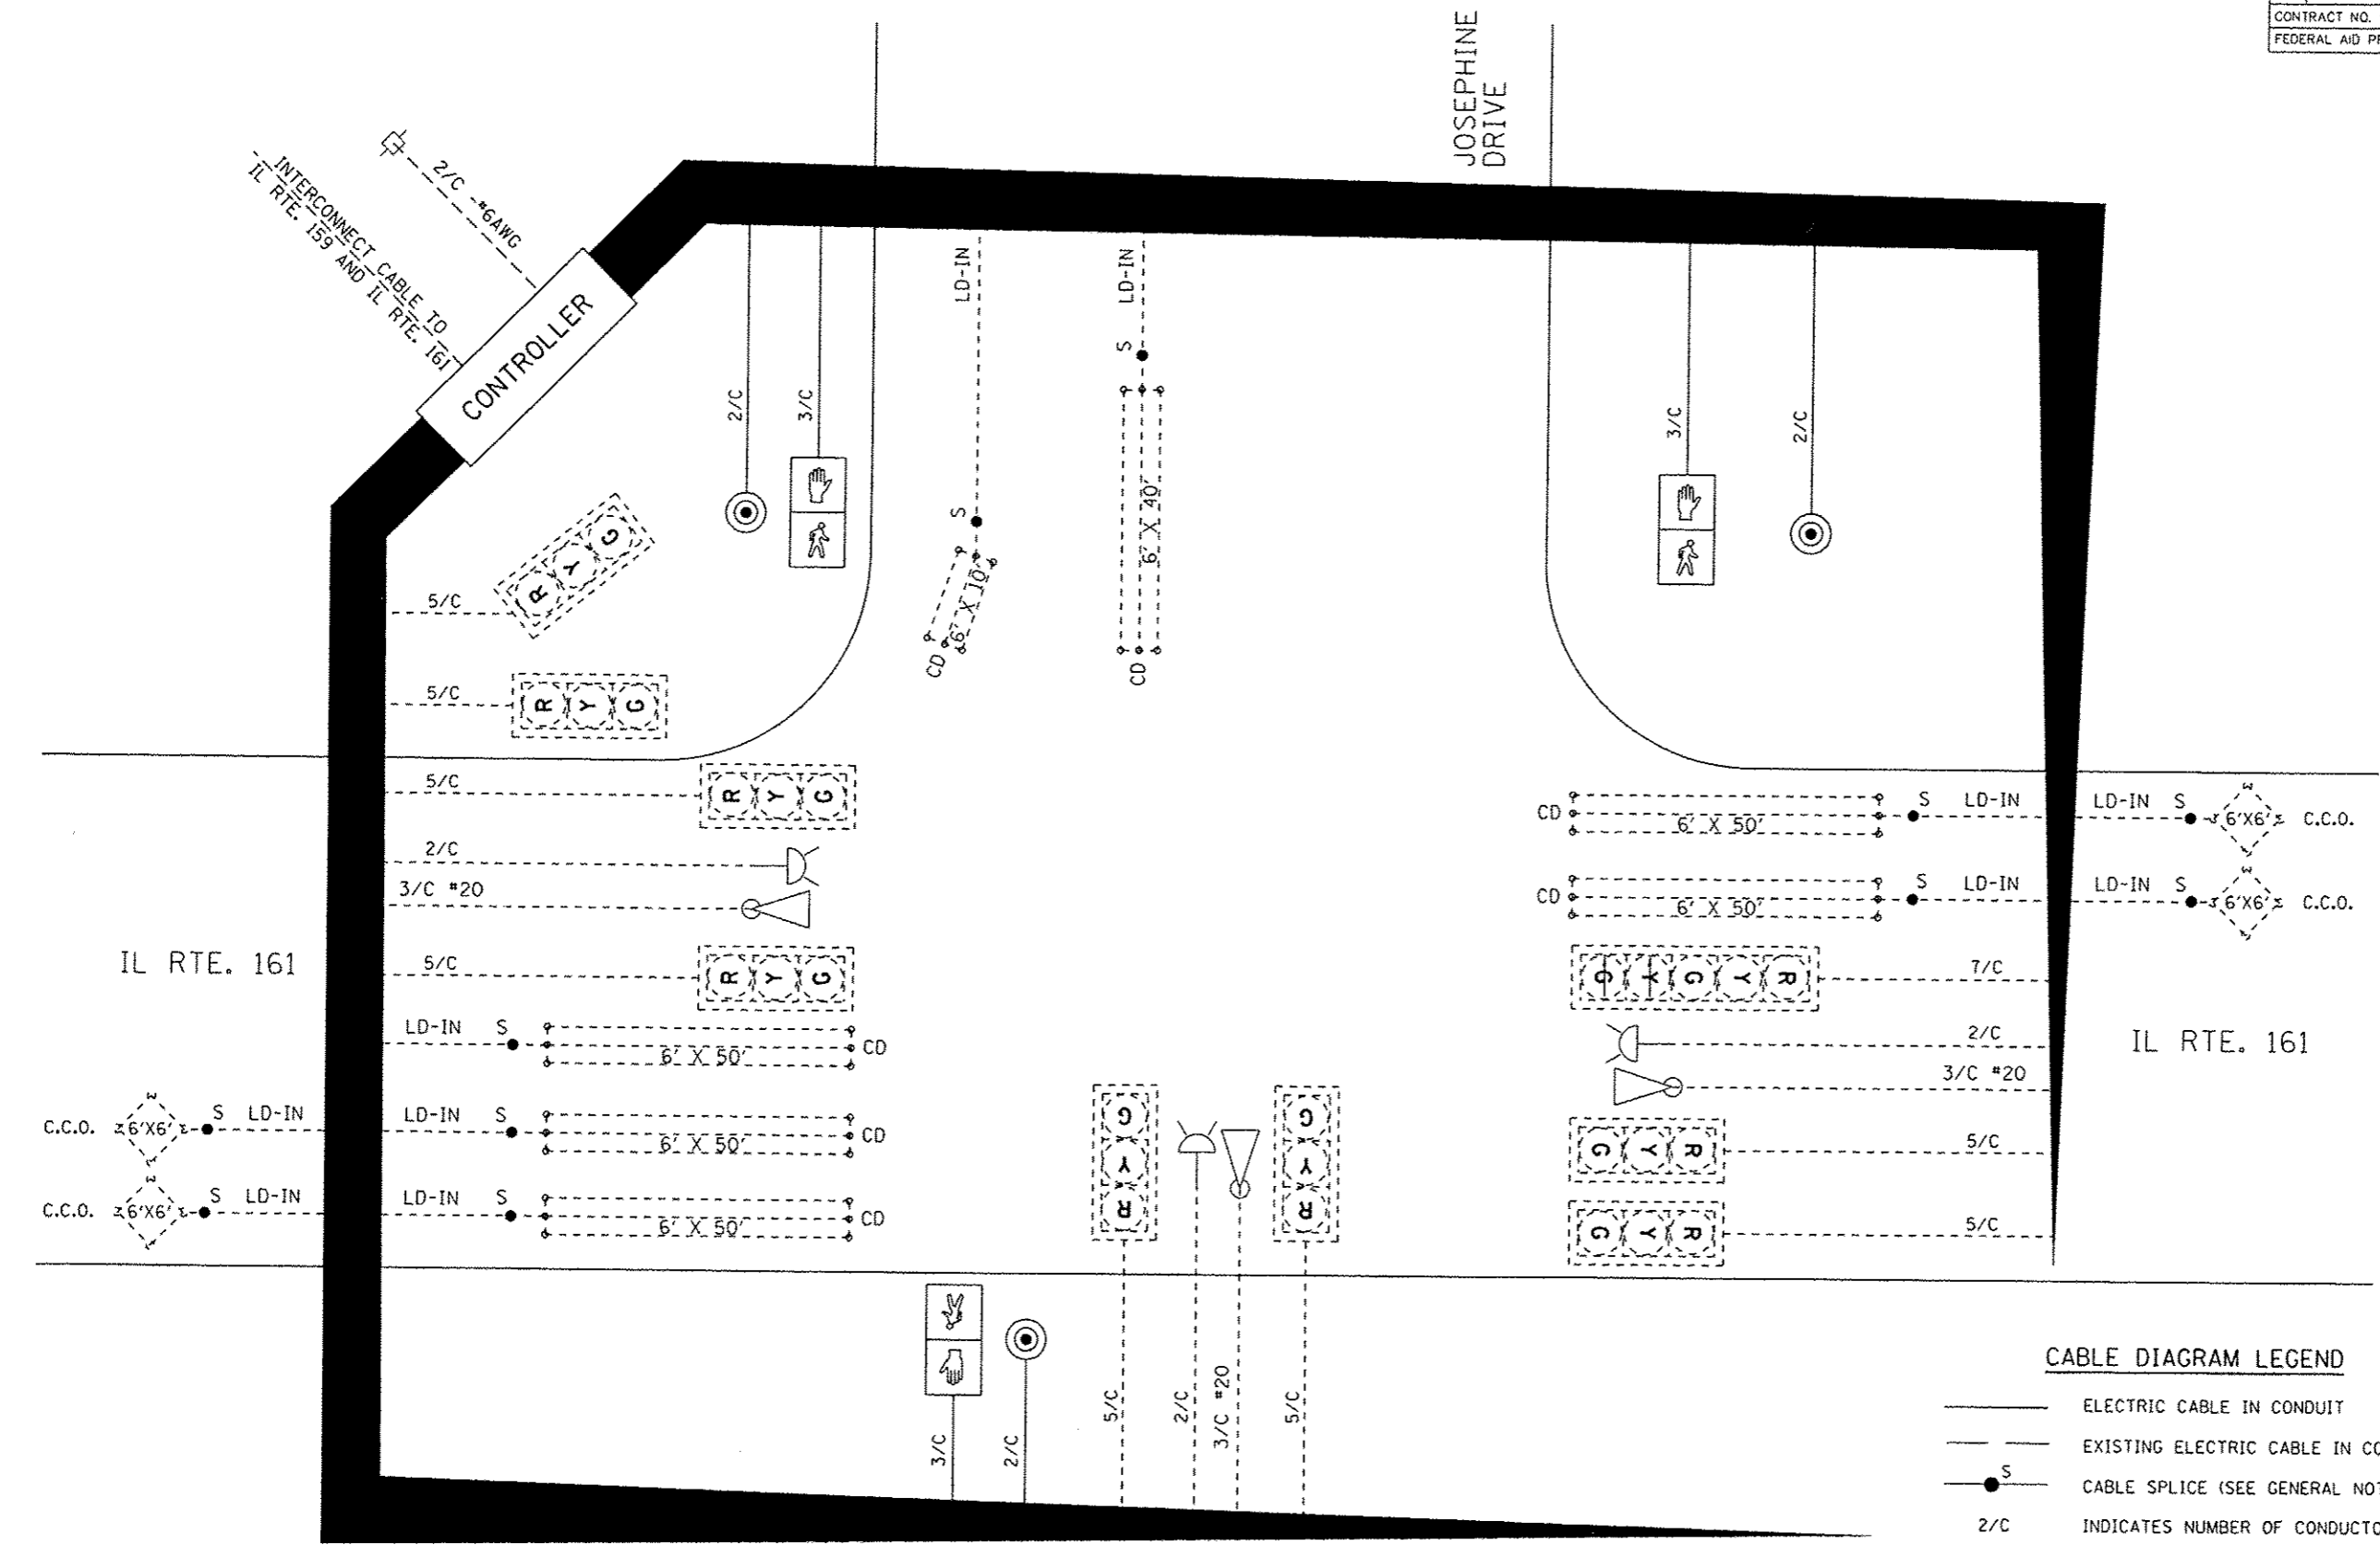 CONTRACT NO.
FEDERAL AID
JOSEPHINE
DRIVE
INTERCONNECT CABLE TO
IL RTE. 159 AND IL RTE. 161
2/C #6AWG
CONTROLLER
LD-IN
LD-IN
S
S
2/C
3/C
3/C
2/C
6' X 10'
CD
6' X 40'
CD
5/C
R Y G
5/C
R Y G
5/C
R Y G
2/C
3/C #20
IL RTE. 161
5/C
R Y G
LD-IN S
6' X 50'
CD
C.C.O. 6'X6' S LD-IN
LD-IN S
6' X 50'
CD
C.C.O. 6'X6' S LD-IN
LD-IN S
6' X 50'
CD
CD
6' X 50'
S LD-IN
LD-IN S 6'X6' C.C.O.
CD
6' X 50'
S LD-IN
LD-IN S 6'X6' C.C.O.
G Y G Y R
7/C
2/C
IL RTE. 161
3/C #20
G Y R
5/C
G Y R
5/C
G Y R
G Y R
3/C
2/C
5/C
2/C
3/C #20
5/C
CABLE DIAGRAM LEGEND
ELECTRIC CABLE IN CONDUIT
EXISTING ELECTRIC CABLE IN
S
CABLE SPLICE (SEE GENERAL
2/C INDICATES NUMBER OF